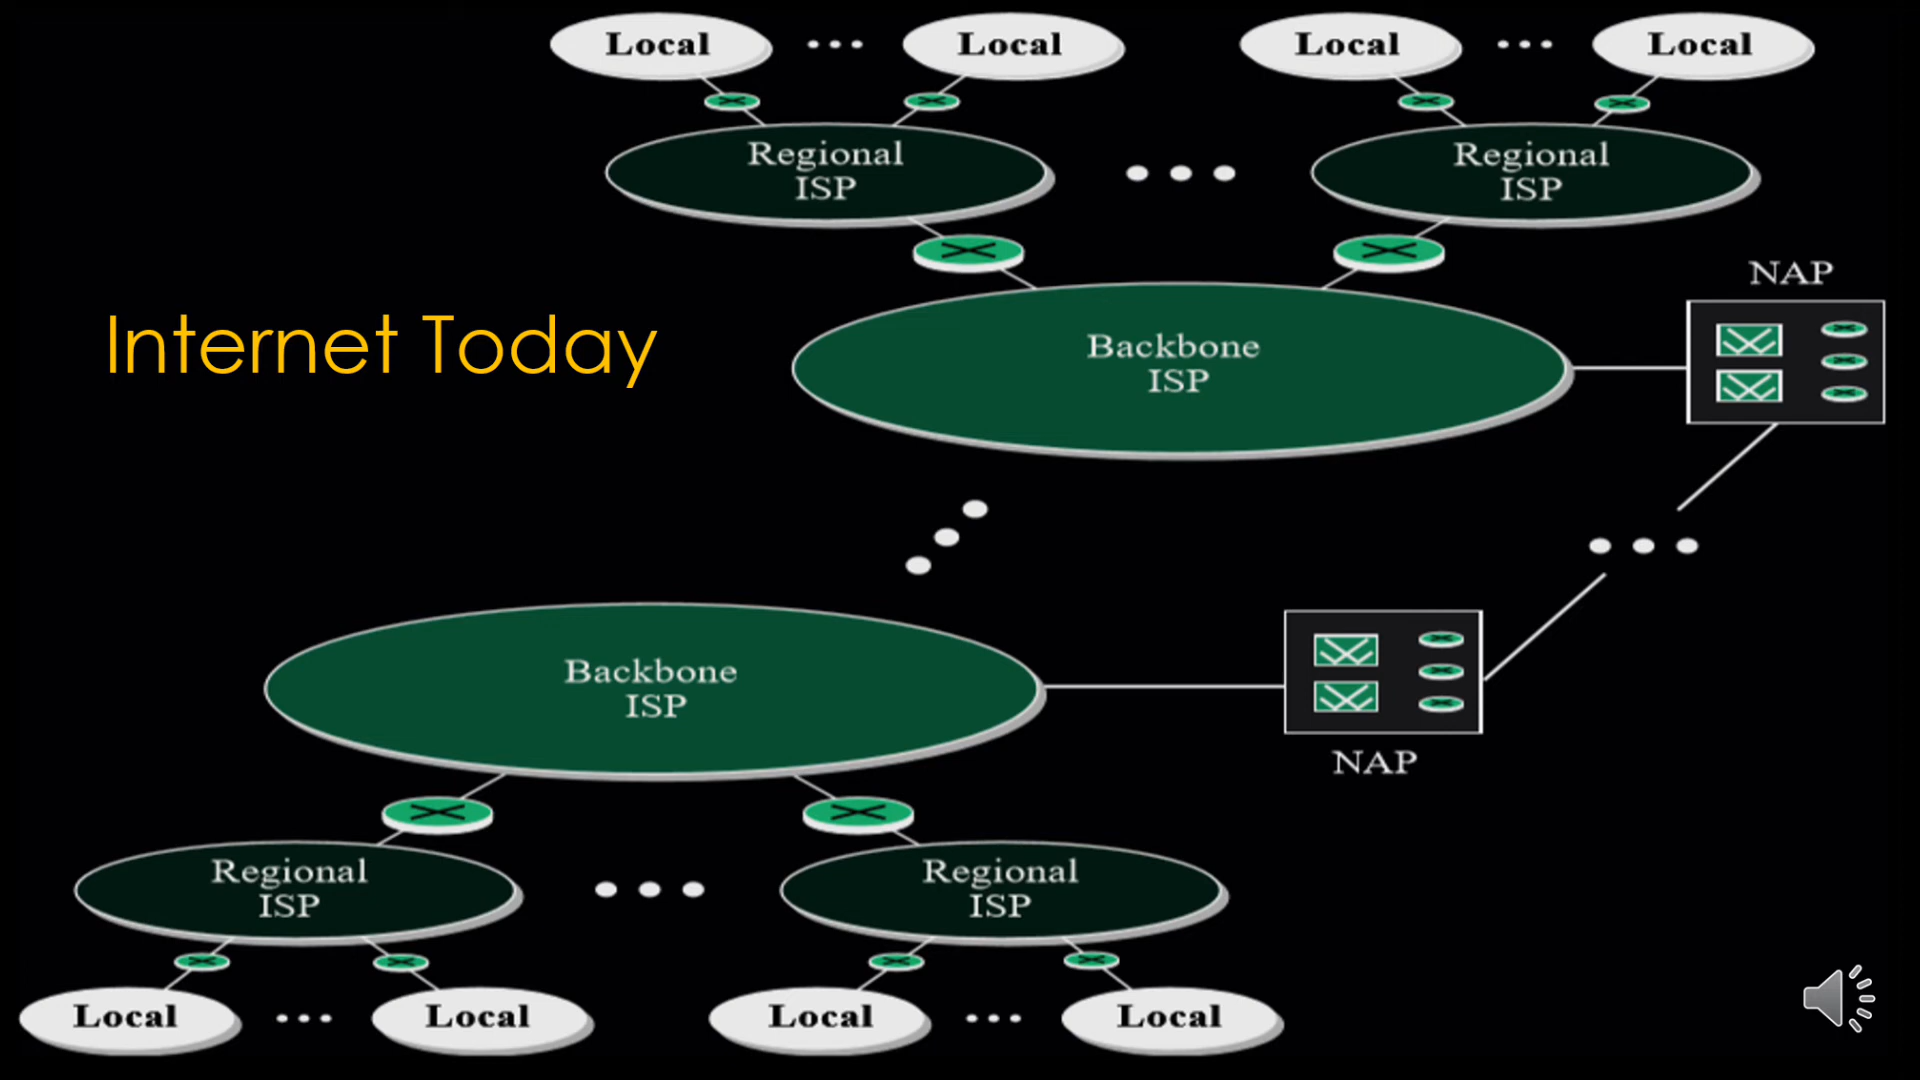 Local ... Local Local ... Local
Regional
ISP
Regional
ISP
NAP
Internet Today
Backbone
ISP
Backbone
ISP
NAP
Regional
ISP
Regional
ISP
Local ... Local Local ... Local